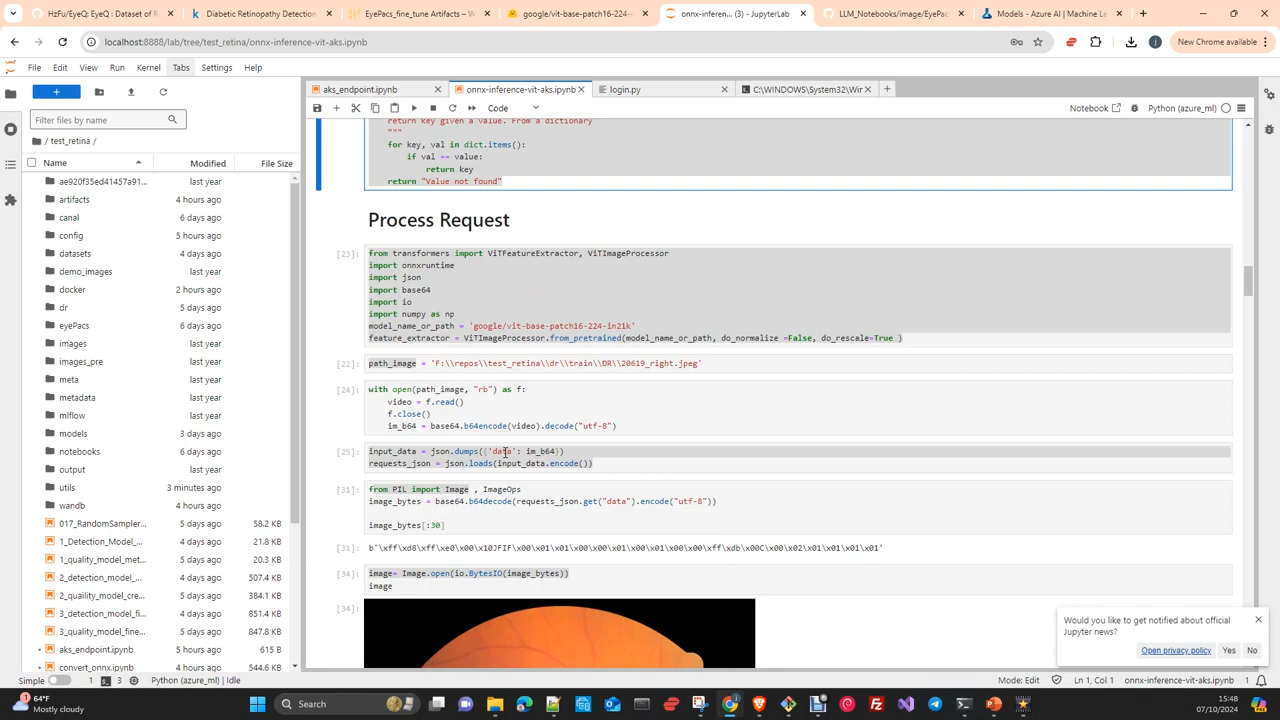 HzFu/EyeQ: EyeQ : Dataset of R
Diabetic Retinopathy Detection
EyePacs_fine_tune Artifacts – W
google/vit-base-patch16-224-in
onnx-inferen... (3) - JupyterLab
LLM_Notebooks/image/EyePac
Models - Azure AI | Machine Le
localhost:8888/lab/tree/test_retina/onnx-inference-vit-aks.ipynb
New Chrome available
File Edit View Run Kernel Tabs Settings Help
aks_endpoint.ipynb
onnx-inference-vit-aks.ipynb
login.py
C:\WINDOWS\System32\Wir
Code
Notebook
Python (azure_ml)
Filter files by name
/ test_retina /
Name Modified File Size
ae920f35ed41457a91... last year
artifacts 4 hours ago
canal 6 days ago
config 5 hours ago
datasets 4 days ago
demo_images last year
docker 2 hours ago
dr 5 days ago
eyePacs 6 days ago
images last year
images_pre last year
meta last year
metadata last year
mlflow last year
models 3 days ago
notebooks last year
output last year
utils 3 minutes ago
wandb last year
017_RandomSampler... 5 days ago 58.2 KB
1_Detection_Model_... 4 days ago 21.8 KB
1_quality_model_met... 5 days ago 20.3 KB
2_detection_model_... 4 days ago 507.4 KB
2_quaility_model_cre... 5 days ago 384.1 KB
3_detection_model_fi... 4 days ago 851.4 KB
3_quality_model_fine... 5 days ago 847.8 KB
aks_endpoint.ipynb 5 hours ago 615 B
convert_onnx.ipynb 4 hours ago 544.6 KB
return key given a value. From a dictionary
"""
for key, val in dict.items():
if val == value:
return key
return "Value not found"
Process Request
[23]:
from transformers import ViTFeatureExtractor, ViTImageProcessor
import onnxruntime
import json
import base64
import io
import numpy as np
model_name_or_path = 'google/vit-base-patch16-224-in21k'
feature_extractor = ViTImageProcessor.from_pretrained(model_name_or_path, do_normalize =False, do_rescale=True )
[22]:
path_image = 'F:\\repos\\test_retina\\dr\\train\\DR\\20619_right.jpeg'
[24]:
with open(path_image, "rb") as f:
video = f.read()
f.close()
im_b64 = base64.b64encode(video).decode("utf-8")
[25]:
input_data = json.dumps({'data': im_b64})
requests_json = json.loads(input_data.encode())
[31]:
from PIL import Image , ImageOps
image_bytes = base64.b64decode(requests_json.get("data").encode("utf-8"))
image_bytes[:30]
[31]: b'\xff\xd8\xff\xe0\x00\x10JFIF\x00\x01\x01\x00\x00\x01\x00\x01\x00\x00\xff\xdb\x00C\x00\x02\x01\x01\x01\x01'
[34]:
image= Image.open(io.BytesIO(image_bytes))
image
[34]:
Would you like to get notified about official
Jupyter news?
Open privacy policy Yes No
Simple 1 3 Python (azure_ml) | Idle
Mode: Edit Ln 1, Col 1 onnx-inference-vit-aks.ipynb 1
64°F
Mostly cloudy
Search
15:48
07/10/2024